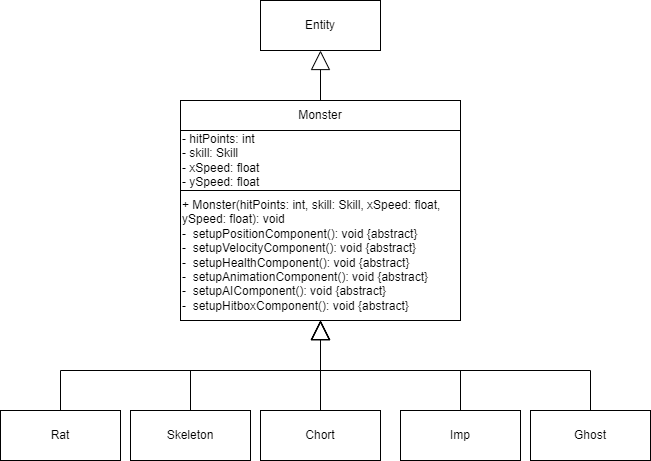 Entity
Monster
- hitPoints: int
- skill: Skill
- xSpeed: float
- ySpeed: float
+ Monster(hitPoints: int, skill: Skill, xSpeed: float,
ySpeed: float): void
- setupPositionComponent(): void {abstract}
- setupVelocityComponent(): void {abstract}
- setupHealthComponent(): void {abstract}
- setupAnimationComponent(): void {abstract}
- setupAIComponent(): void {abstract}
- setupHitboxComponent(): void {abstract}
Rat
Skeleton
Chort
Imp
Ghost